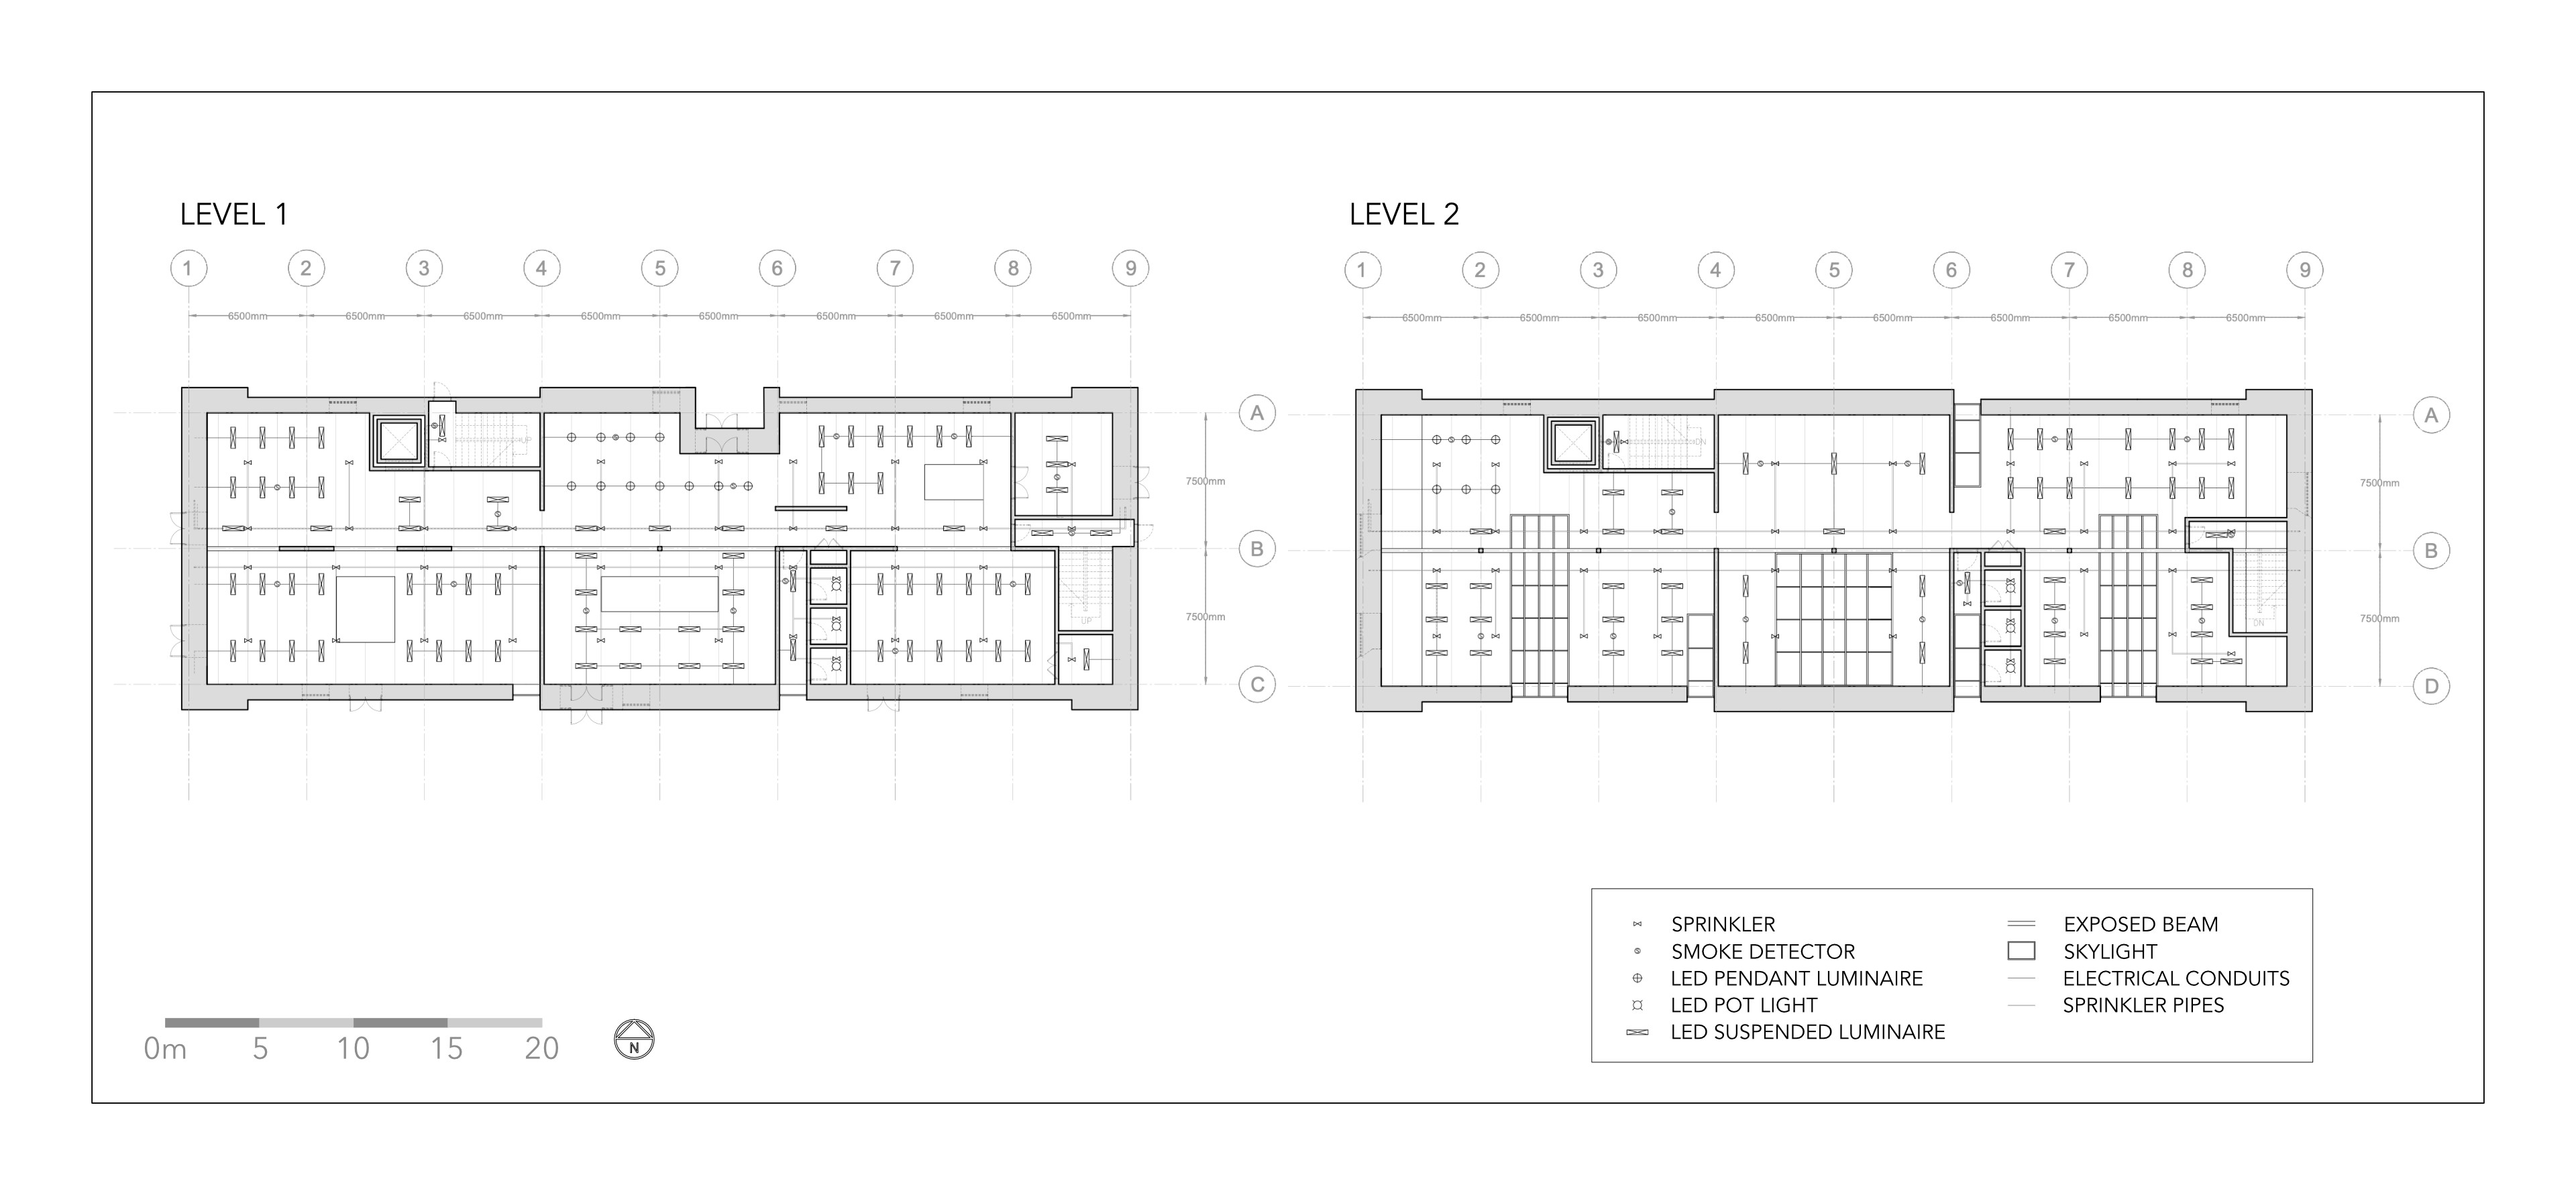 LEVEL 1
LEVEL 2
1 2 3 4 5 6 7 8 9
1 2 3 4 5 6 7 8 9
6500mm 6500mm 6500mm 6500mm 6500mm 6500mm 6500mm 6500mm
6500mm 6500mm 6500mm 6500mm 6500mm 6500mm 6500mm 6500mm
A
A
UP
DN
7500mm
7500mm
B
B
7500mm
7500mm
UP
DN
C
D
SPRINKLER
SMOKE DETECTOR
LED PENDANT LUMINAIRE
LED POT LIGHT
LED SUSPENDED LUMINAIRE
EXPOSED BEAM
SKYLIGHT
ELECTRICAL CONDUITS
SPRINKLER PIPES
0m 5 10 15 20
N